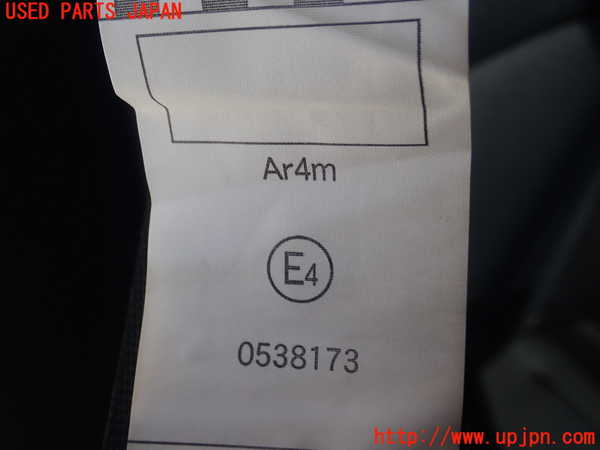 USED PARTS JAPAN
Ar4m
E4
0538173
http://www.upjpn.com/